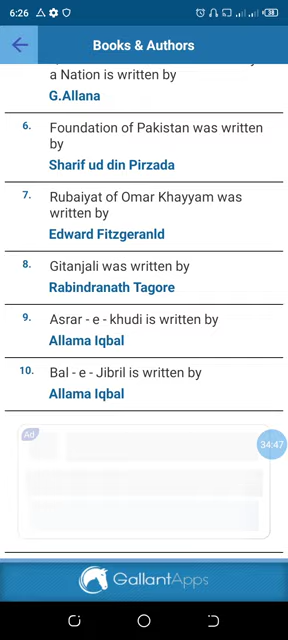 6:26
38
Books & Authors
a Nation is written by
G.Allana
6. Foundation of Pakistan was written
by
Sharif ud din Pirzada
7. Rubaiyat of Omar Khayyam was
written by
Edward Fitzgeranld
8. Gitanjali was written by
Rabindranath Tagore
9. Asrar - e - khudi is written by
Allama Iqbal
10. Bal - e - Jibril is written by
Allama Iqbal
Ad
34:47
GallantApps